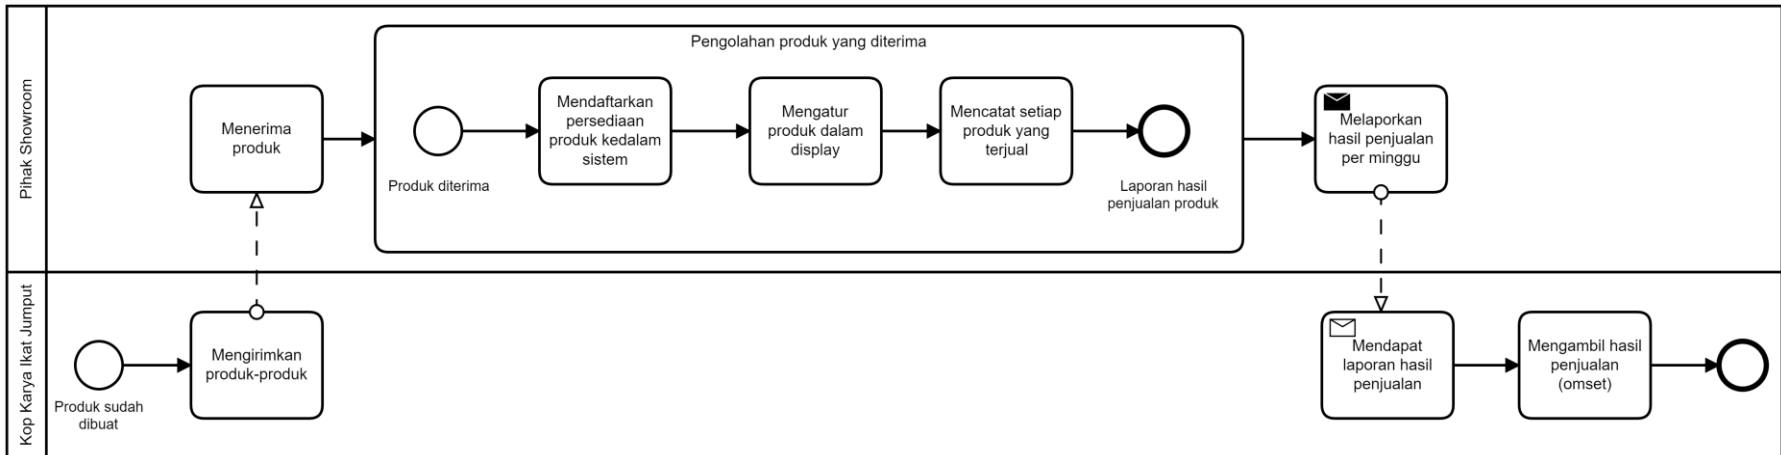 Pihak Showroom
Pengolahan produk yang diterima
Menerima
produk
Produk diterima
Mendaftarkan
persediaan
produk kedalam
sistem
Mengatur
produk dalam
display
Mencatat setiap
produk yang
terjual
Laporan hasil
penjualan produk
Melaporkan
hasil penjualan
per minggu
Kop Karya Ikat Jumput
Produk sudah
dibuat
Mengirimkan
produk-produk
Mendapat
laporan hasil
penjualan
Mengambil hasil
penjualan
(omset)